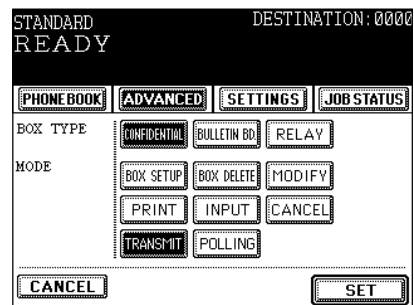 STANDARD DESTINATION:0000
READY
PHONE BOOK ADVANCED SETTINGS JOB STATUS
BOX TYPE CONFIDENTIAL BULLETIN BD. RELAY
MODE BOX SETUP BOX DELETE MODIFY
PRINT INPUT CANCEL
TRANSMIT POLLING
CANCEL SET